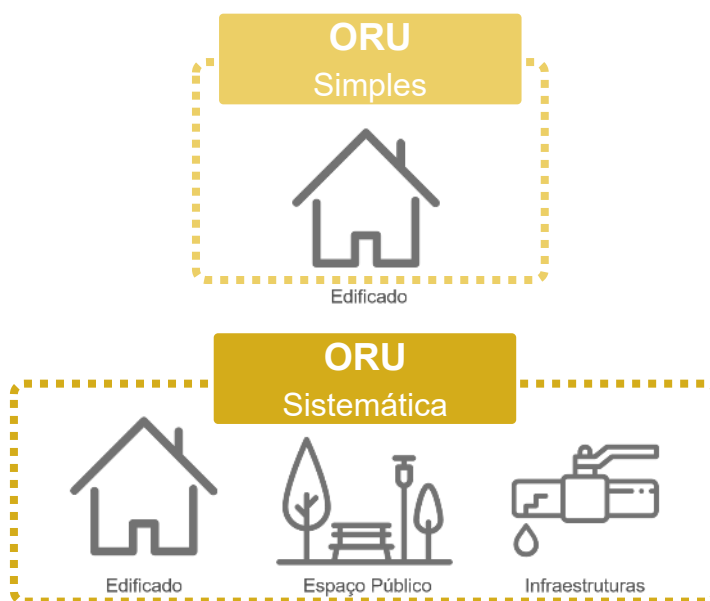 ORU
Simples
Edificado
ORU
Sistemática
Edificado
Espaço Público
Infraestruturas